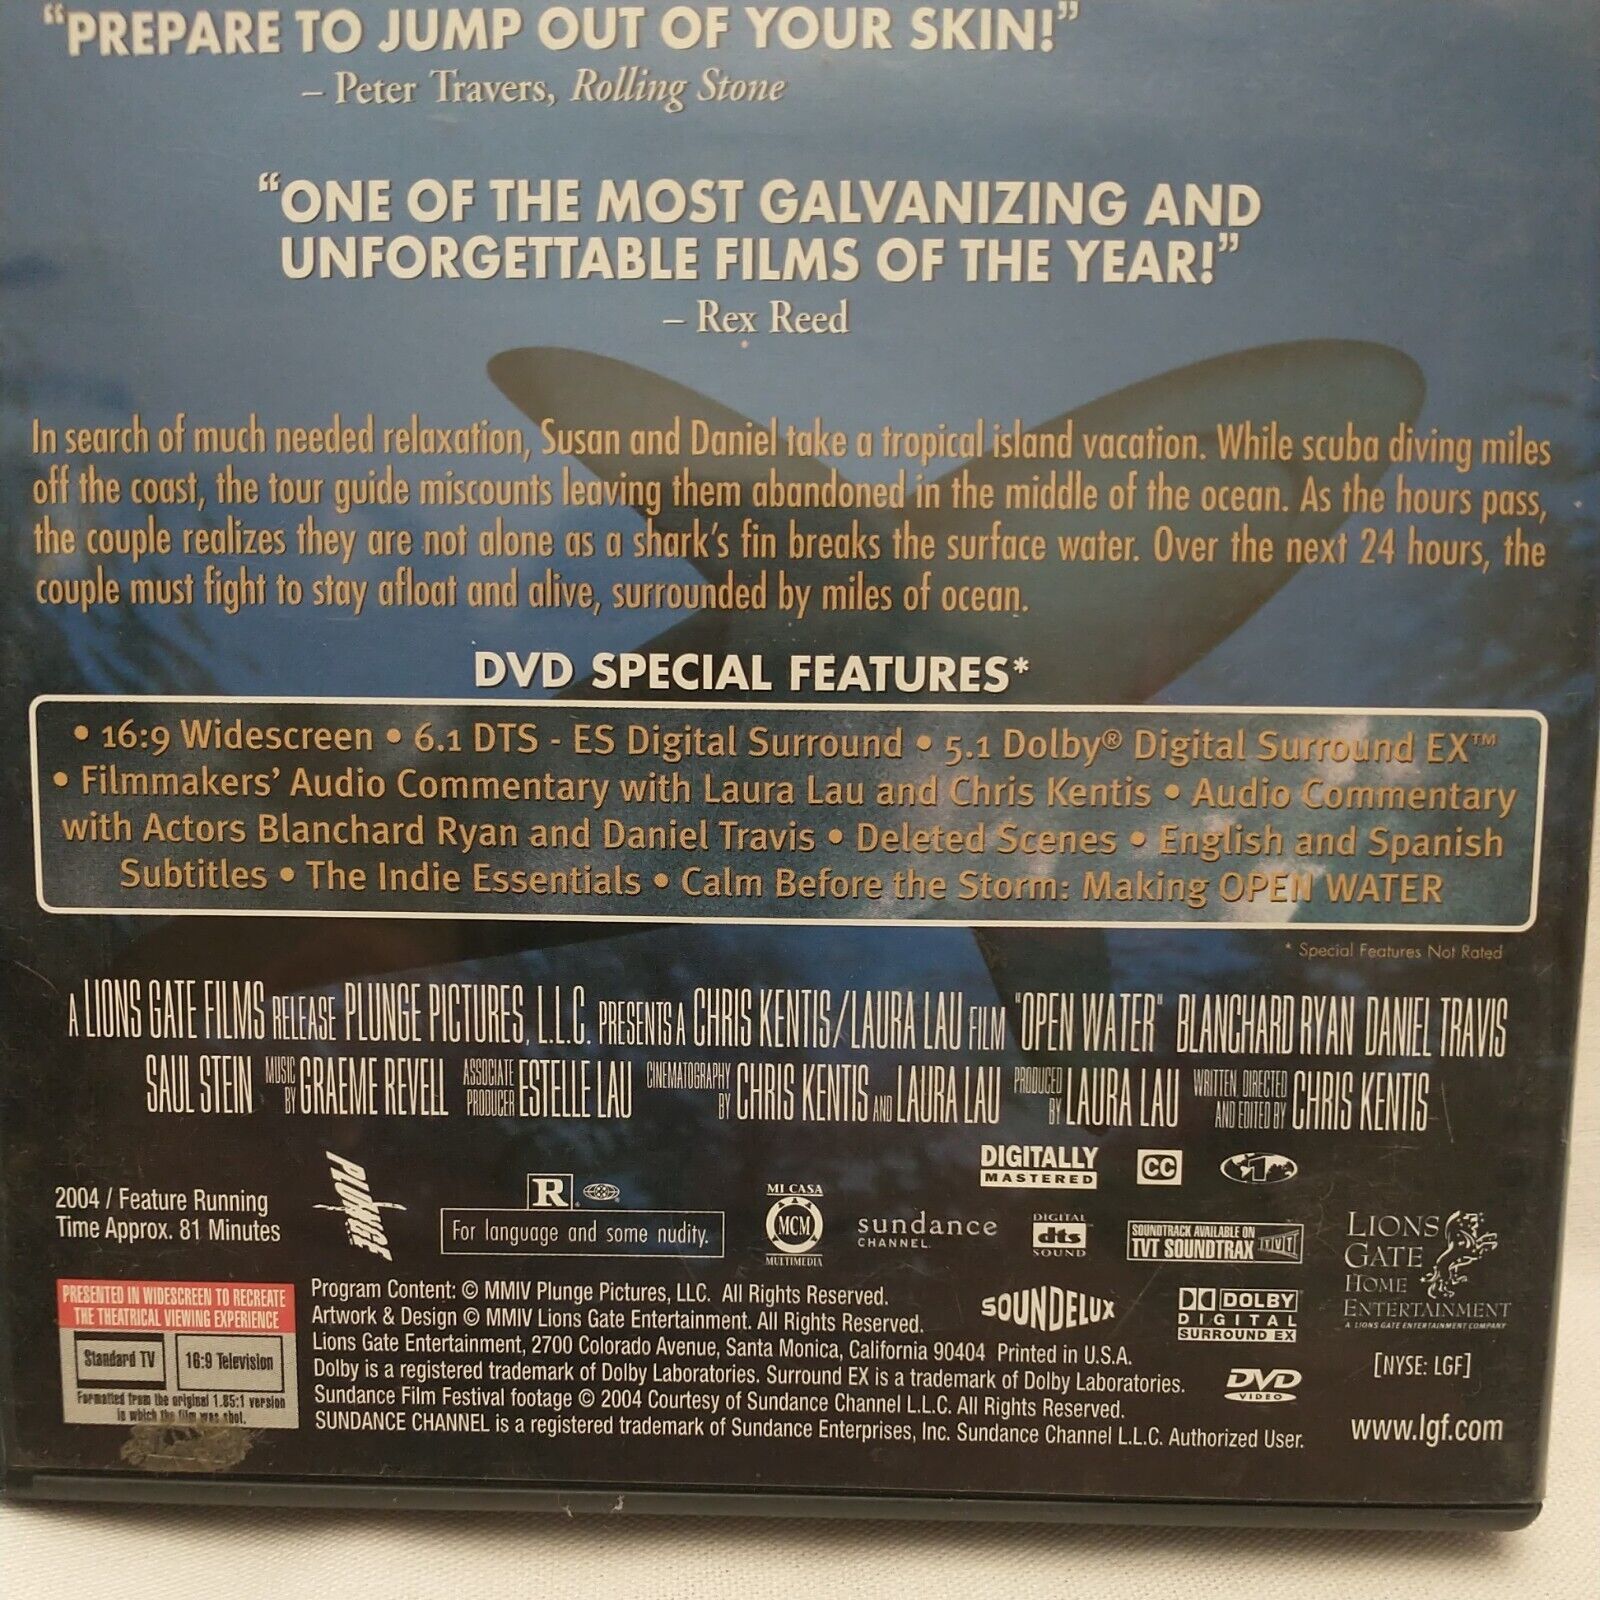 “PREPARE TO JUMP OUT OF YOUR SKIN!”
– Peter Travers, Rolling Stone
“ONE OF THE MOST GALVANIZING AND
UNFORGETTABLE FILMS OF THE YEAR!”
– Rex Reed
In search of much needed relaxation, Susan and Daniel take a tropical island vacation. While scuba diving miles
off the coast, the tour guide miscounts leaving them abandoned in the middle of the ocean. As the hours pass,
the couple realizes they are not alone as a shark's fin breaks the surface water. Over the next 24 hours, the
couple must fight to stay afloat and alive, surrounded by miles of ocean.
DVD SPECIAL FEATURES*
• 16:9 Widescreen • 6.1 DTS - ES Digital Surround • 5.1 Dolby® Digital Surround EX™
• Filmmakers' Audio Commentary with Laura Lau and Chris Kentis • Audio Commentary
with Actors Blanchard Ryan and Daniel Travis • Deleted Scenes • English and Spanish
Subtitles • The Indie Essentials • Calm Before the Storm: Making OPEN WATER
* Special Features Not Rated
A LIONS GATE FILMS RELEASE PLUNGE PICTURES, L.L.C. PRESENTS A CHRIS KENTIS/LAURA LAU FILM "OPEN WATER" BLANCHARD RYAN DANIEL TRAVIS
SAUL STEIN MUSIC BY GRAEME REVELL ASSOCIATE PRODUCER ESTELLE LAU CINEMATOGRAPHY BY CHRIS KENTIS AND LAURA LAU PRODUCED BY LAURA LAU WRITTEN, DIRECTED AND EDITED BY CHRIS KENTIS
DIGITALLY
MASTERED
CC
1
2004 / Feature Running
Time Approx. 81 Minutes
PLUNGE
R
For language and some nudity.
MI CASA
MCM
MULTIMEDIA
sundance
CHANNEL
DIGITAL
dts
SOUND
SOUNDTRACK AVAILABLE ON
TVT SOUNDTRAX
TVT
LIONS
GATE
HOME
ENTERTAINMENT
A LIONS GATE ENTERTAINMENT COMPANY
PRESENTED IN WIDESCREEN TO RECREATE
THE THEATRICAL VIEWING EXPERIENCE
Standard TV
16:9 Television
Formatted from the original 1.85:1 version
in which the film was shot.
Program Content: © MMIV Plunge Pictures, LLC. All Rights Reserved.
Artwork & Design © MMIV Lions Gate Entertainment. All Rights Reserved.
Lions Gate Entertainment, 2700 Colorado Avenue, Santa Monica, California 90404 Printed in U.S.A.
Dolby is a registered trademark of Dolby Laboratories. Surround EX is a trademark of Dolby Laboratories.
Sundance Film Festival footage © 2004 Courtesy of Sundance Channel L.L.C. All Rights Reserved.
SUNDANCE CHANNEL is a registered trademark of Sundance Enterprises, Inc. Sundance Channel L.L.C. Authorized User.
SOUNDELUX
DOLBY
DIGITAL
SURROUND EX
DVD
VIDEO
[NYSE: LGF]
www.lgf.com